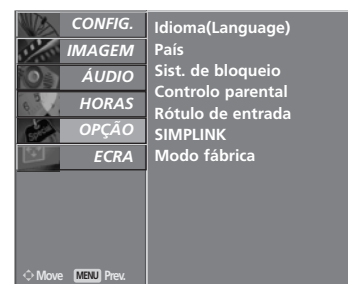 CONFIG.
IMAGEM
ÁUDIO
HORAS
OPÇÃO
ECRA
Idioma(Language)
País
Sist. de bloqueio
Controlo parental
Rótulo de entrada
SIMPLINK
Modo fábrica
Move MENU Prev.